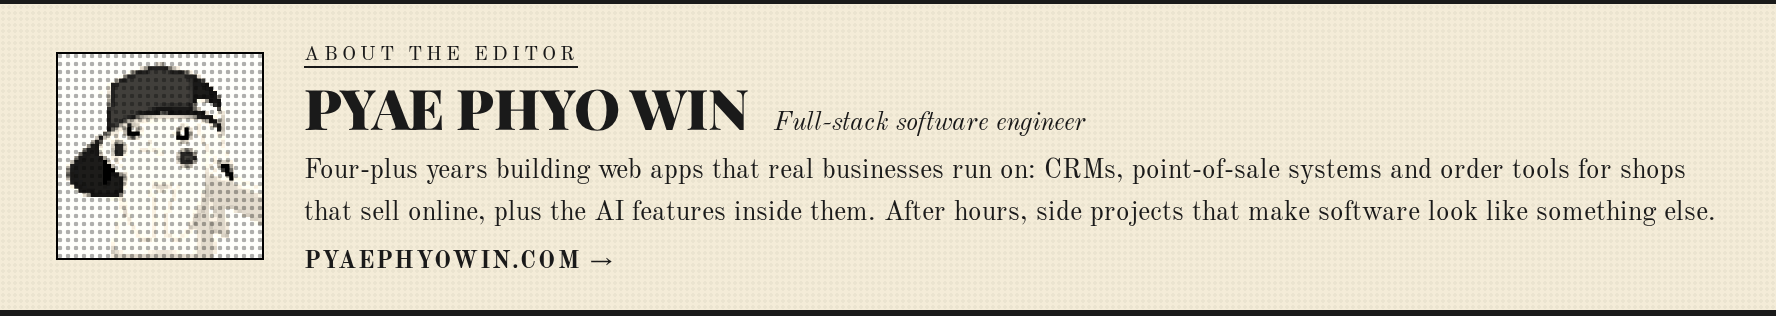 ABOUT THE EDITOR
PYAE PHYO WIN Full-stack software engineer
Four-plus years building web apps that real businesses run on: CRMs, point-of-sale systems and order tools for shops
that sell online, plus the AI features inside them. After hours, side projects that make software look like something else.
PYAEPHYOWIN.COM →